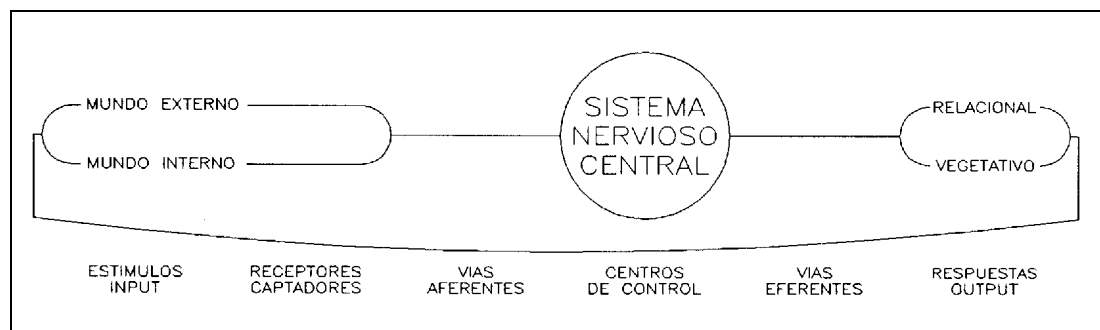 MUNDO EXTERNO
MUNDO INTERNO
SISTEMA
NERVIOSO
CENTRAL
RELACIONAL
VEGETATIVO
ESTIMULOS
INPUT
RECEPTORES
CAPTADORES
VIAS
AFERENTES
CENTROS
DE CONTROL
VIAS
EFERENTES
RESPUESTAS
OUTPUT